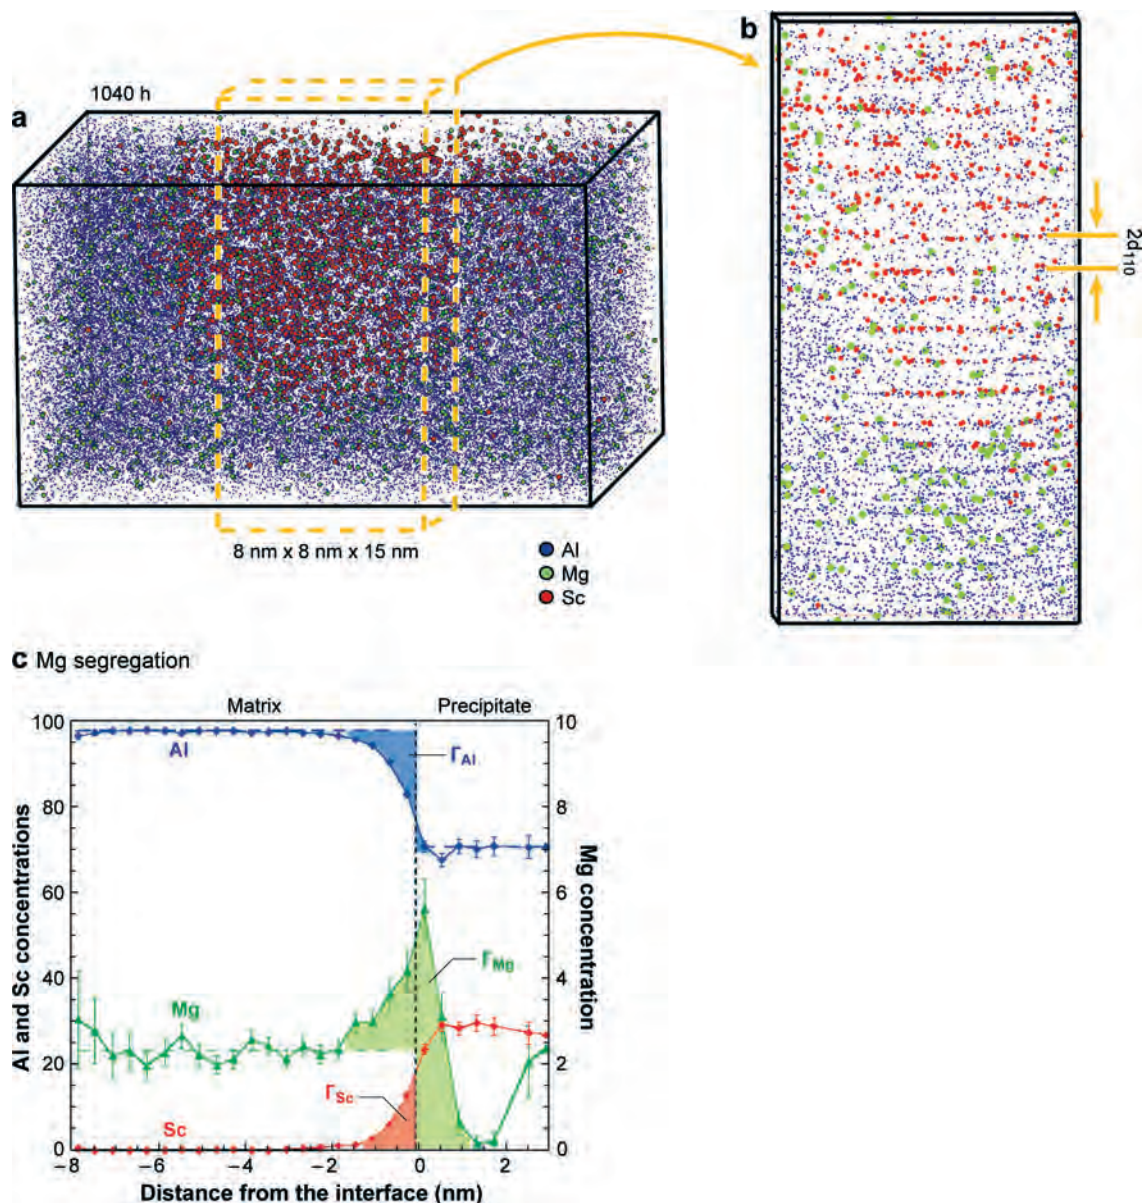 a
1040 h
8 nm x 8 nm x 15 nm
Al
Mg
Sc
b
2d110
c Mg segregation
Matrix
Precipitate
Al and Sc concentrations
100
80
60
40
20
0
Al
ΓAl
Mg
ΓMg
ΓSc
Sc
10
8
6
4
2
0
Mg concentration
−8
−6
−4
−2
0
2
Distance from the interface (nm)